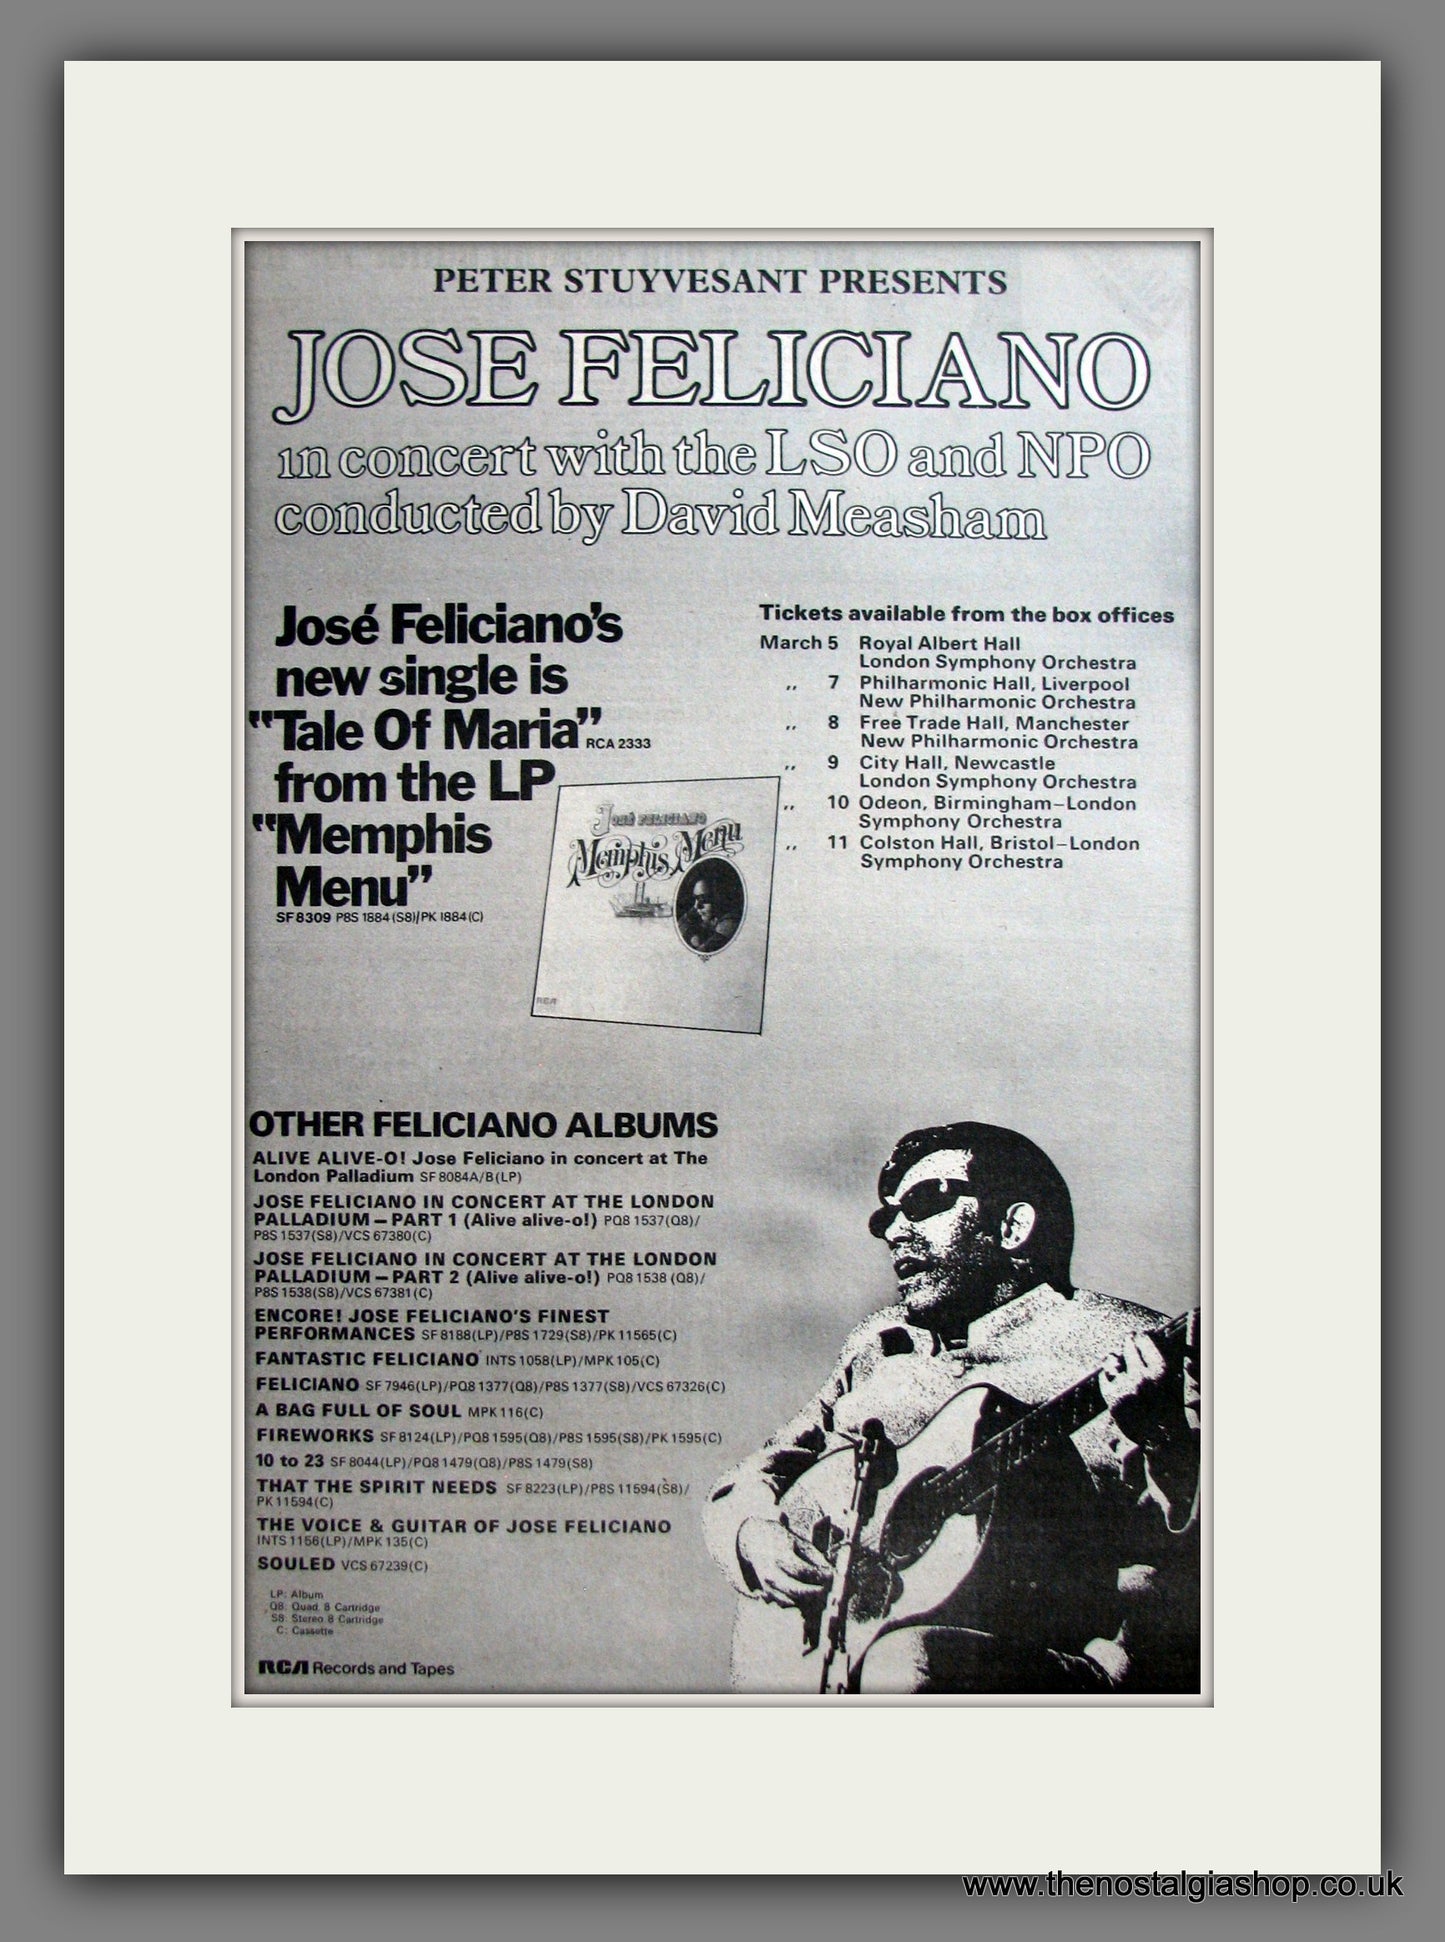 PETER STUYVESANT PRESENTS
JOSE FELICIANO
in concert with the LSO and NPO
conducted by David Measham
José Feliciano's
new single is
"Tale Of Maria" RCA 2333
from the LP
"Memphis
Menu"
SF8309 P8S 1884(S8)/PK 1884(C)
José FELICIANO
Memphis Menu
RCA
Tickets available from the box offices
March 5 Royal Albert Hall
London Symphony Orchestra
,, 7 Philharmonic Hall, Liverpool
New Philharmonic Orchestra
,, 8 Free Trade Hall, Manchester
New Philharmonic Orchestra
,, 9 City Hall, Newcastle
London Symphony Orchestra
,, 10 Odeon, Birmingham–London
Symphony Orchestra
,, 11 Colston Hall, Bristol–London
Symphony Orchestra
OTHER FELICIANO ALBUMS
ALIVE ALIVE-O! Jose Feliciano in concert at The
London Palladium SF 8084A/B(LP)
JOSE FELICIANO IN CONCERT AT THE LONDON
PALLADIUM – PART 1 (Alive alive-o!) PQ8 1537(Q8)/
P8S 1537(S8)/VCS 67380(C)
JOSE FELICIANO IN CONCERT AT THE LONDON
PALLADIUM – PART 2 (Alive alive-o!) PQ8 1538 (Q8)/
P8S 1538(S8)/VCS 67381(C)
ENCORE! JOSE FELICIANO'S FINEST
PERFORMANCES SF 8188(LP)/P8S 1729(S8)/PK 11565(C)
FANTASTIC FELICIANO INTS 1058(LP)/MPK 105(C)
FELICIANO SF 7946(LP)/PQ8 1377(Q8)/P8S 1377(S8)/VCS 67326(C)
A BAG FULL OF SOUL MPK 116(C)
FIREWORKS SF 8124(LP)/PQ8 1595(Q8)/P8S 1595(S8)/PK 1595(C)
10 to 23 SF 8044(LP)/PQ8 1479(Q8)/P8S 1479(S8)
THAT THE SPIRIT NEEDS SF 8223(LP)/P8S 11594(S8)/
PK 11594(C)
THE VOICE & GUITAR OF JOSE FELICIANO
INTS 1156(LP)/MPK 135(C)
SOULED VCS 67239(C)
LP: Album
Q8: Quad. 8 Cartridge
S8: Stereo 8 Cartridge
C: Cassette
RCA Records and Tapes
www.thenostalgiashop.co.uk